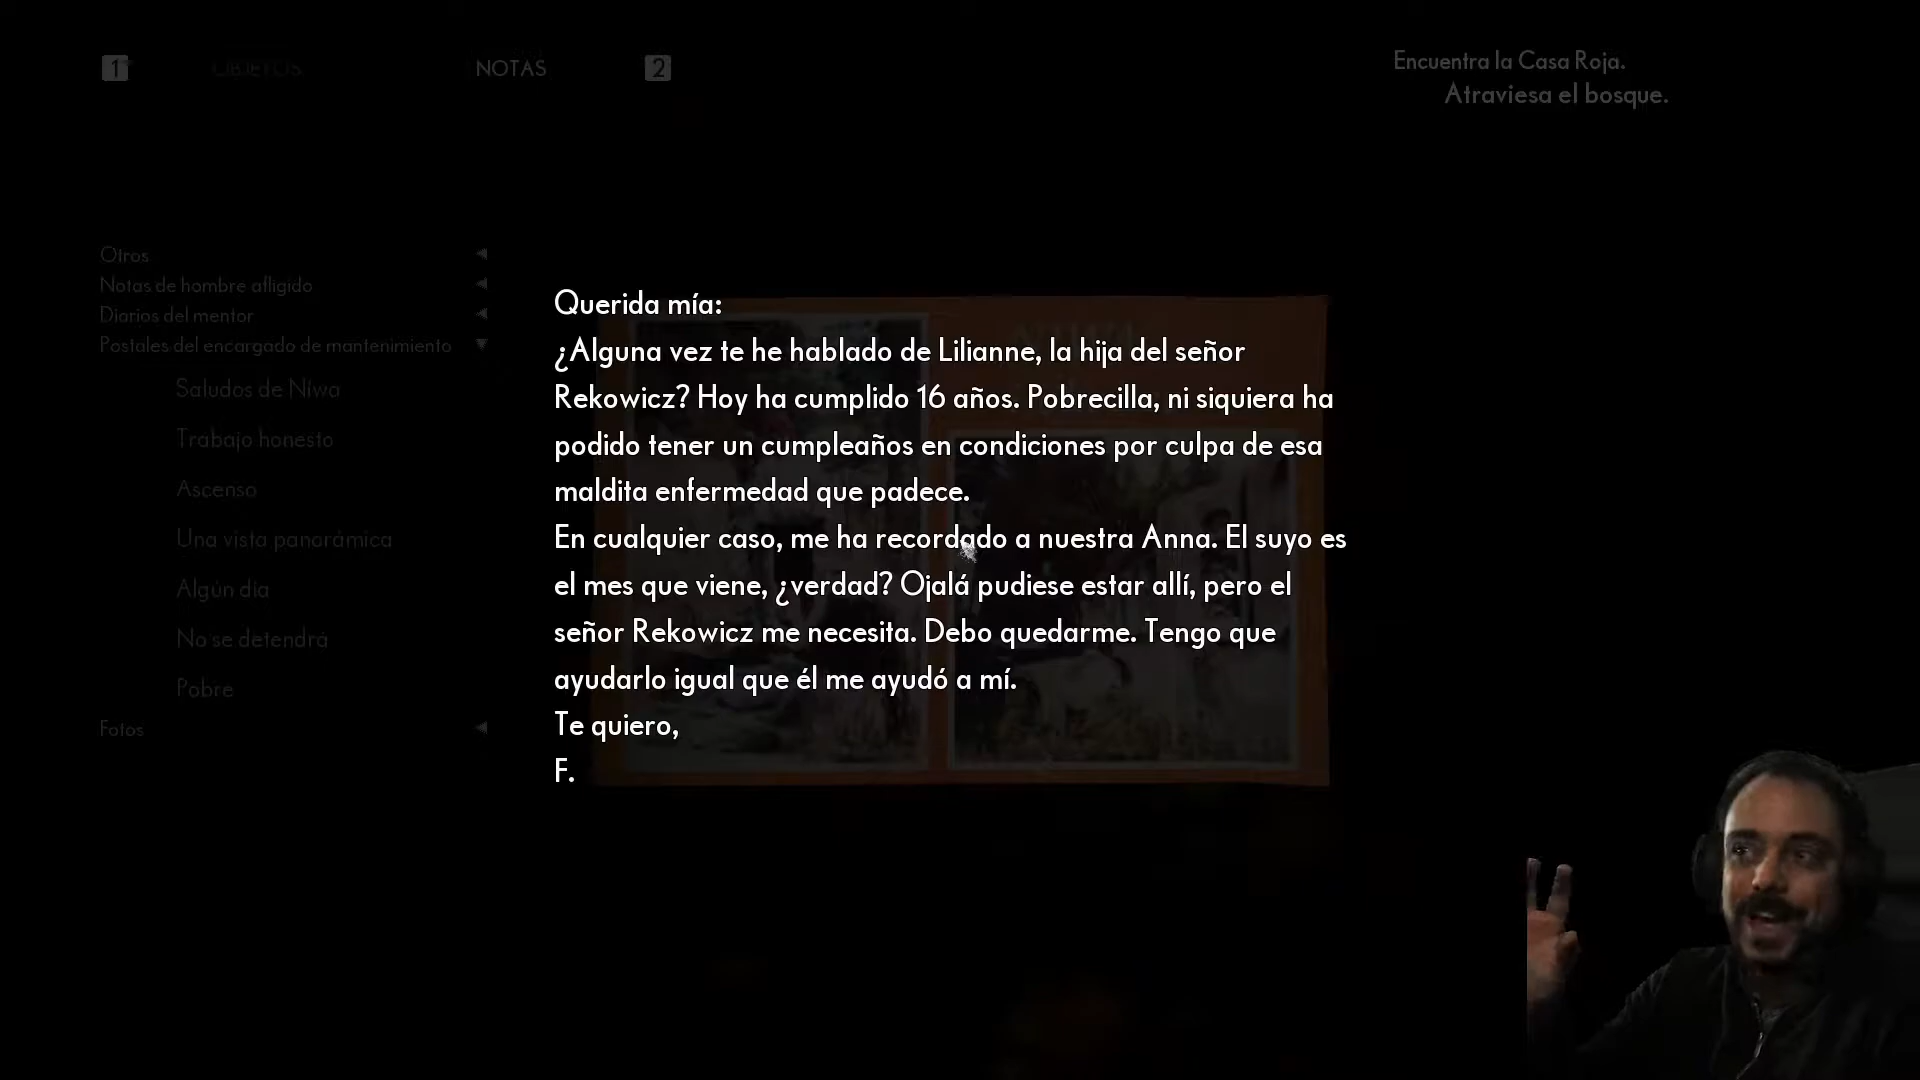 1
OBJETOS
NOTAS
2
Encuentra la Casa Roja.
Atraviesa el bosque.
Otros
Notas de hombre afligido
Diarios del mentor
Postales del encargado de mantenimiento
Saludos de Niwa
Trabajo honesto
Ascenso
Una vista panorámica
Algún día
No se detendrá
Pobre
Fotos
Querida mía:
¿Alguna vez te he hablado de Lilianne, la hija del señor
Rekowicz? Hoy ha cumplido 16 años. Pobrecilla, ni siquiera ha
podido tener un cumpleaños en condiciones por culpa de esa
maldita enfermedad que padece.
En cualquier caso, me ha recordado a nuestra Anna. El suyo es
el mes que viene, ¿verdad? Ojalá pudiese estar allí, pero el
señor Rekowicz me necesita. Debo quedarme. Tengo que
ayudarlo igual que él me ayudó a mí.
Te quiero,
F.